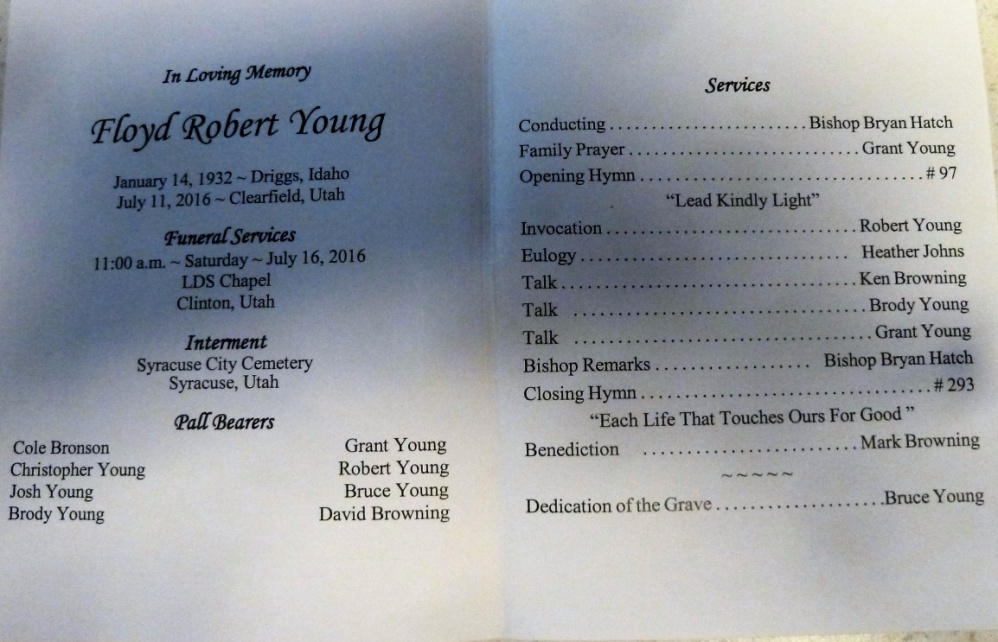 In Loving Memory
Floyd Robert Young
January 14, 1932 ~ Driggs, Idaho
July 11, 2016 ~ Clearfield, Utah
Funeral Services
11:00 a.m. ~ Saturday ~ July 16, 2016
LDS Chapel
Clinton, Utah
Interment
Syracuse City Cemetery
Syracuse, Utah
Pall Bearers
Cole Bronson Grant Young
Christopher Young Robert Young
Josh Young Bruce Young
Brody Young David Browning
Services
Conducting ........................ Bishop Bryan Hatch
Family Prayer ............................ Grant Young
Opening Hymn .................................. # 97
“Lead Kindly Light”
Invocation .............................. Robert Young
Eulogy ................................ Heather Johns
Talk ................................... Ken Browning
Talk .................................. Brody Young
Talk ................................... Grant Young
Bishop Remarks ................... Bishop Bryan Hatch
Closing Hymn ................................... # 293
“Each Life That Touches Ours For Good ”
Benediction .......................... Mark Browning
~ ~ ~ ~ ~
Dedication of the Grave .................... Bruce Young